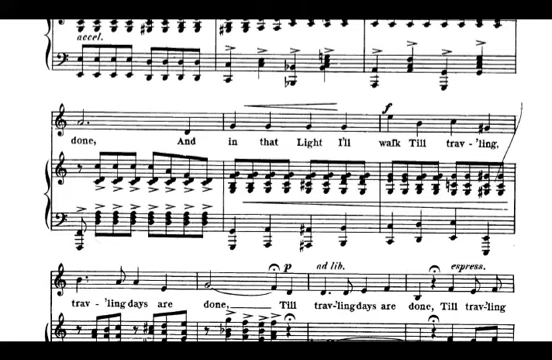 accel.
f
done, And in that Light I'll walk Till trav-'ling,
p ad lib. espress.
trav-'ling days are done, Till trav-'ling days are done, Till trav-'ling